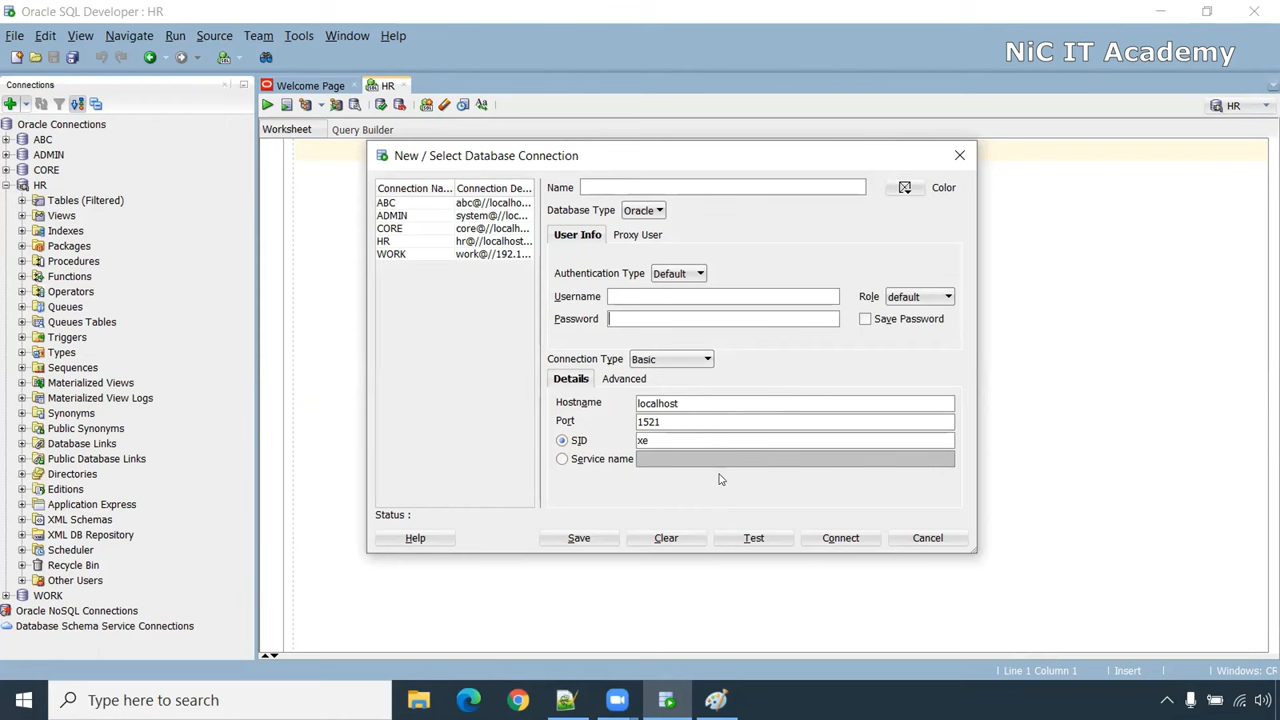 Oracle SQL Developer : HR
File Edit View Navigate Run Source Team Tools Window Help
NiC IT Academy
Connections
Welcome Page
HR
HR
Worksheet
Query Builder
Oracle Connections
ABC
ADMIN
CORE
HR
Tables (Filtered)
Views
Indexes
Packages
Procedures
Functions
Operators
Queues
Queues Tables
Triggers
Types
Sequences
Materialized Views
Materialized View Logs
Synonyms
Public Synonyms
Database Links
Public Database Links
Directories
Editions
Application Express
XML Schemas
XML DB Repository
Scheduler
Recycle Bin
Other Users
WORK
Oracle NoSQL Connections
Database Schema Service Connections
New / Select Database Connection
Connection Na... Connection De...
ABC abc@//localho...
ADMIN system@//loc...
CORE core@//localh...
HR hr@//localhost...
WORK work@//192.1...
Name
Color
Database Type Oracle
User Info Proxy User
Authentication Type Default
Username
Role default
Password
Save Password
Connection Type Basic
Details Advanced
Hostname localhost
Port 1521
SID xe
Service name
Status :
Help Save Clear Test Connect Cancel
Line 1 Column 1 Insert Windows: CR
Type here to search